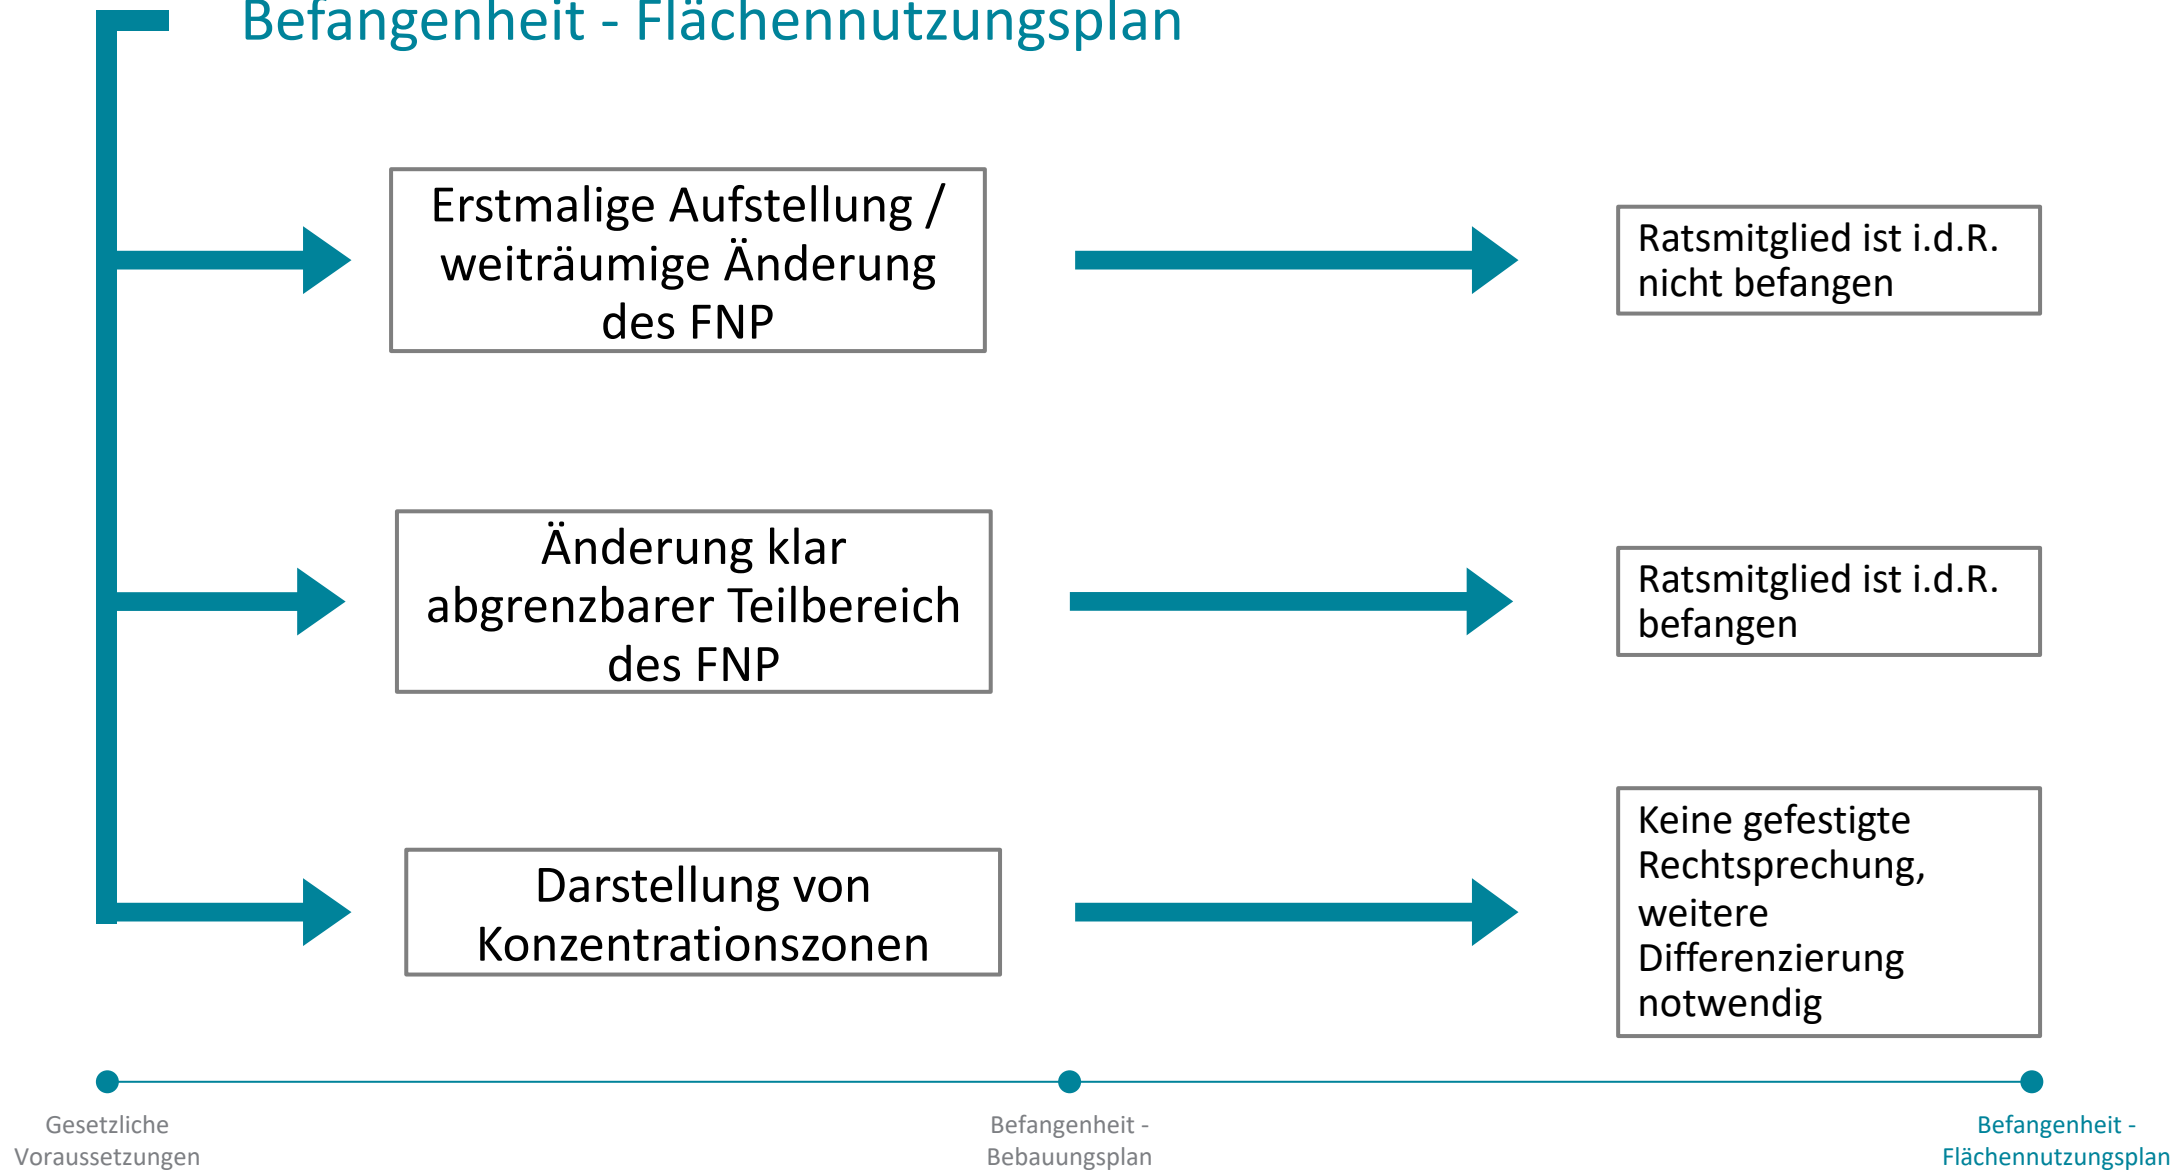 Befangenheit - Flächennutzungsplan
Erstmalige Aufstellung /
weiträumige Änderung
des FNP
Ratsmitglied ist i.d.R.
nicht befangen
Änderung klar
abgrenzbarer Teilbereich
des FNP
Ratsmitglied ist i.d.R.
befangen
Darstellung von
Konzentrationszonen
Keine gefestigte
Rechtsprechung,
weitere
Differenzierung
notwendig
Gesetzliche
Voraussetzungen
Befangenheit -
Bebauungsplan
Befangenheit -
Flächennutzungsplan